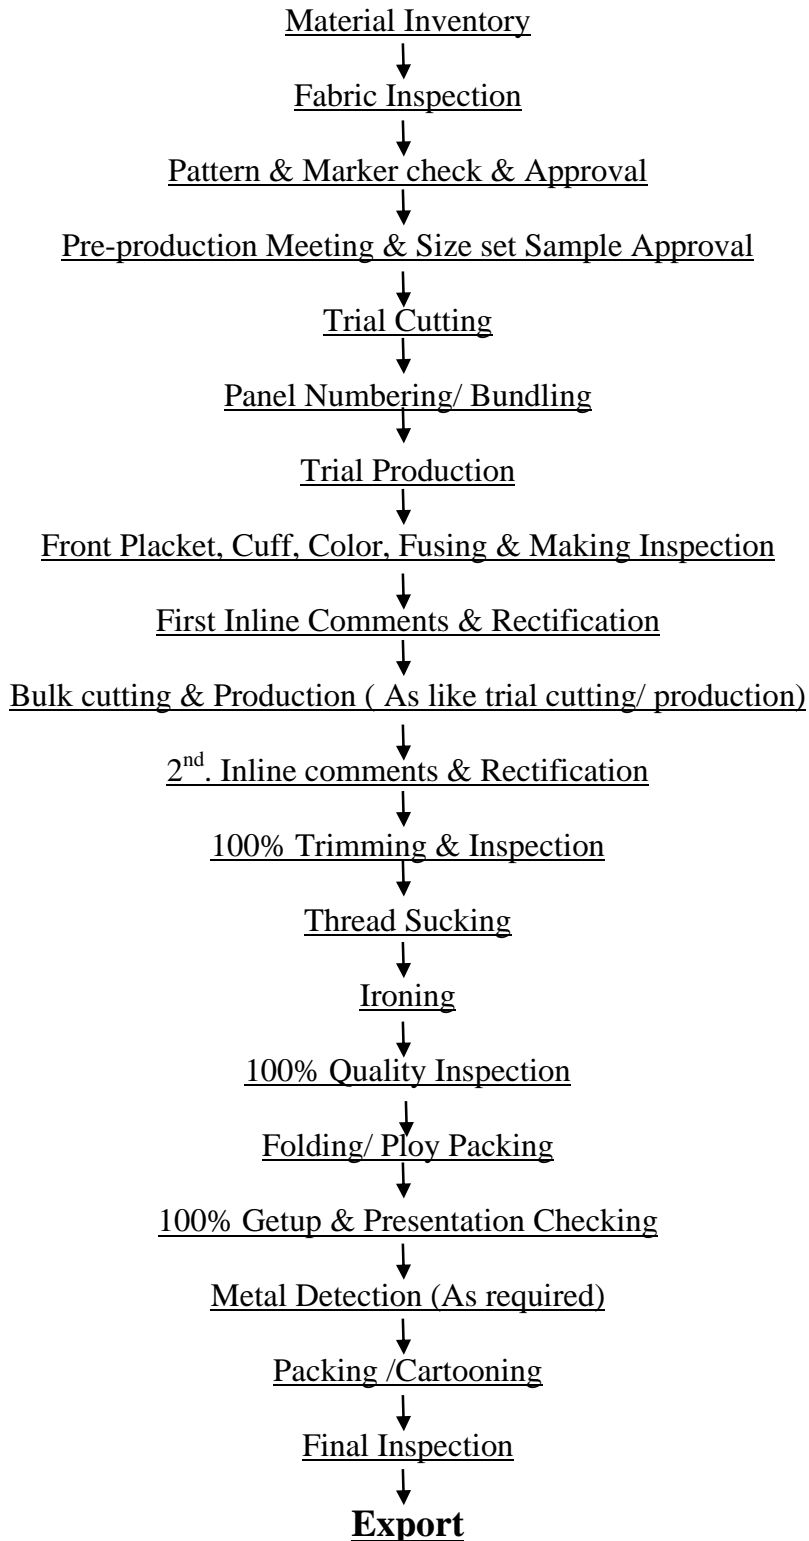 Material Inventory
Fabric Inspection
Pattern & Marker check & Approval
Pre-production Meeting & Size set Sample Approval
Trial Cutting
Panel Numbering/ Bundling
Trial Production
Front Placket, Cuff, Color, Fusing & Making Inspection
First Inline Comments & Rectification
Bulk cutting & Production ( As like trial cutting/ production)
2nd. Inline comments & Rectification
100% Trimming & Inspection
Thread Sucking
Ironing
100% Quality Inspection
Folding/ Ploy Packing
100% Getup & Presentation Checking
Metal Detection (As required)
Packing /Cartooning
Final Inspection
Export